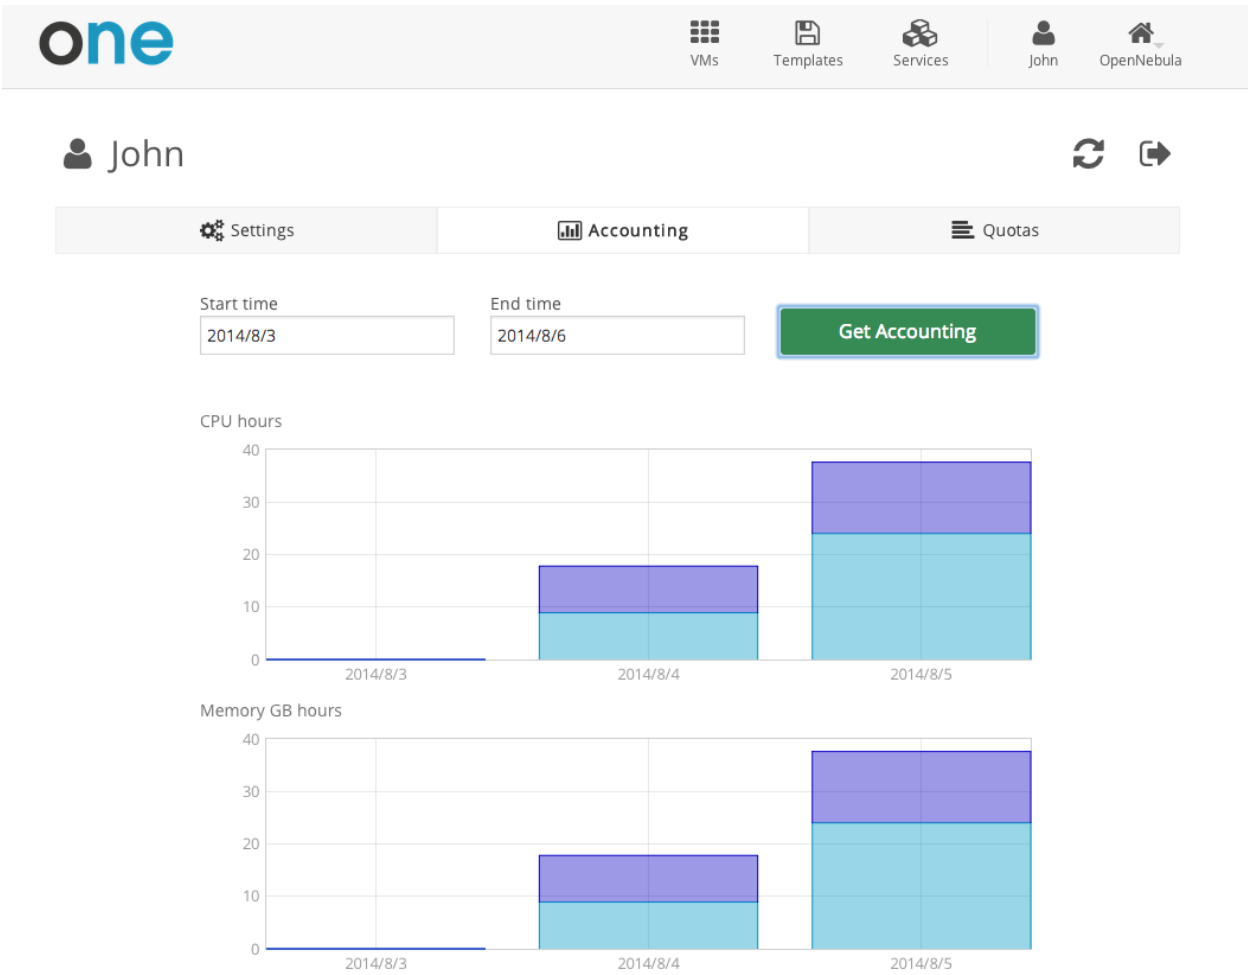 one
VMs
Templates
Services
John
OpenNebula
John
Settings
Accounting
Quotas
Start time
End time
2014/8/3
2014/8/6
Get Accounting
CPU hours
40
30
20
10
0
2014/8/3
2014/8/4
2014/8/5
Memory GB hours
40
30
20
10
0
2014/8/3
2014/8/4
2014/8/5